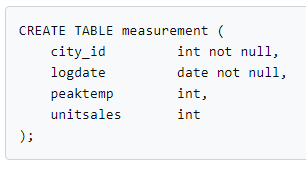 CREATE TABLE measurement (
    city_id         int not null,
    logdate         date not null,
    peaktemp        int,
    unitsales       int
);